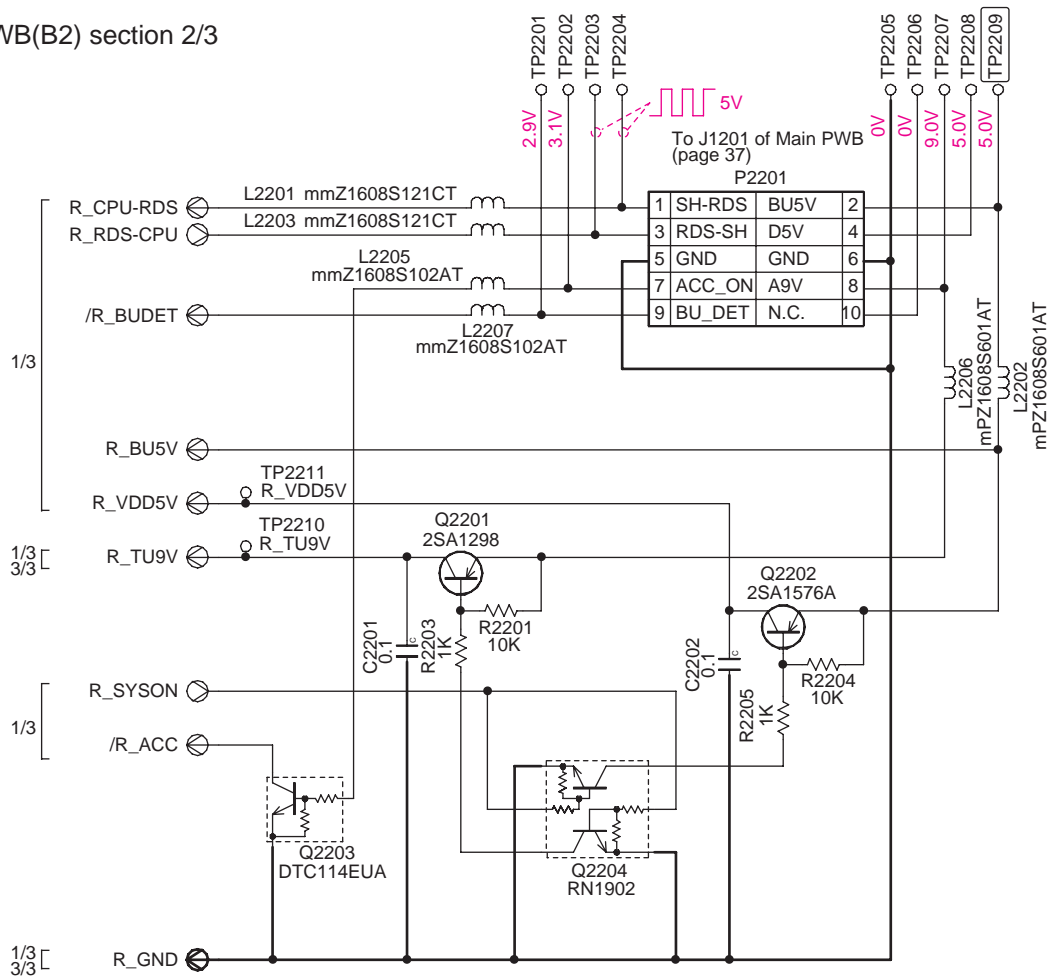 WB(B2) section 2/3
TP2201
TP2202
TP2203
TP2204
TP2205
TP2206
TP2207
TP2208
TP2209
2.9V
3.1V
5V
0V
0V
9.0V
5.0V
5.0V
To J1201 of Main PWB
(page 37)
P2201
1 SH-RDS BU5V 2
3 RDS-SH D5V 4
5 GND GND 6
7 ACC_ON A9V 8
9 BU_DET N.C. 10
R_CPU-RDS
L2201 mmZ1608S121CT
R_RDS-CPU
L2203 mmZ1608S121CT
L2205
mmZ1608S102AT
/R_BUDET
L2207
mmZ1608S102AT
1/3
L2206
mPZ1608S601AT
L2202
mPZ1608S601AT
R_BU5V
R_VDD5V
TP2211
R_VDD5V
1/3
3/3
R_TU9V
TP2210
R_TU9V
Q2201
2SA1298
Q2202
2SA1576A
C2201
0.1
c
R2203
1K
R2201
10K
C2202
0.1
c
R2204
10K
R2205
1K
R_SYSON
1/3
/R_ACC
Q2203
DTC114EUA
Q2204
RN1902
1/3
3/3
R_GND